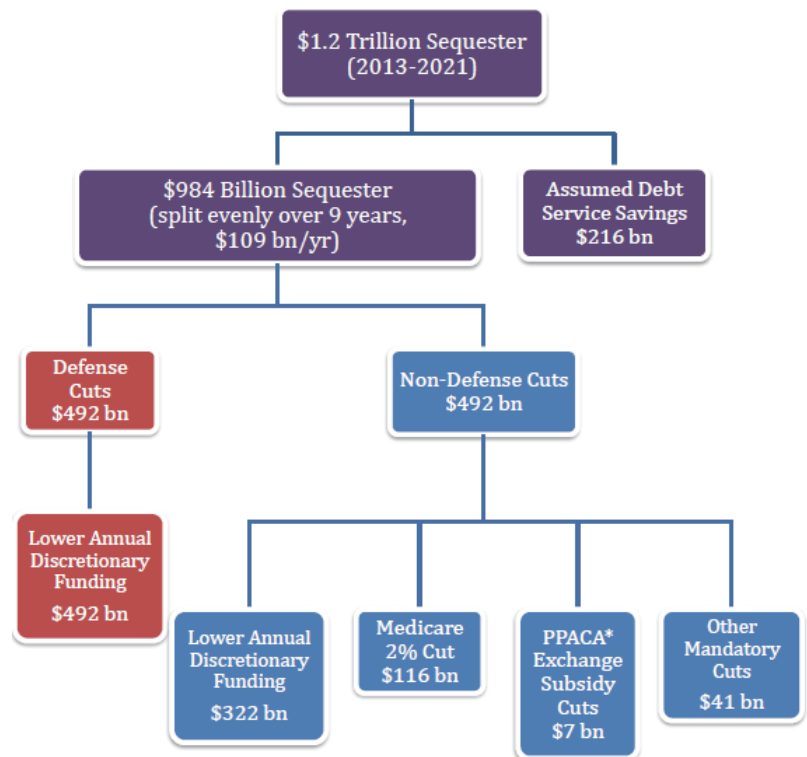 $1.2 Trillion Sequester
(2013-2021)
$984 Billion Sequester
(split evenly over 9 years,
$109 bn/yr)
Assumed Debt
Service Savings
$216 bn
Defense
Cuts
$492 bn
Non-Defense Cuts
$492 bn
Lower Annual
Discretionary
Funding
$492 bn
Lower Annual
Discretionary
Funding
$322 bn
Medicare
2% Cut
$116 bn
PPACA*
Exchange
Subsidy
Cuts
$7 bn
Other
Mandatory
Cuts
$41 bn